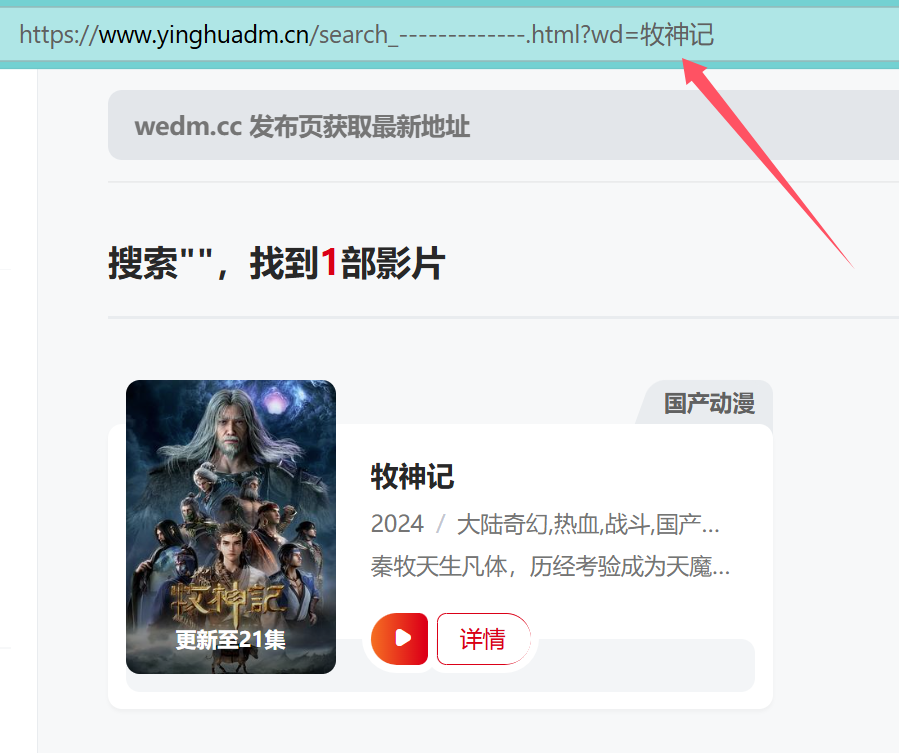 https://www.yinghuadm.cn/search_-------------.html?wd=牧神记
wedm.cc 发布页获取最新地址
搜索""，找到1部影片
国产动漫
牧神記
更新至21集
牧神记
2024 / 大陆奇幻,热血,战斗,国产...
秦牧天生凡体，历经考验成为天魔...
详情